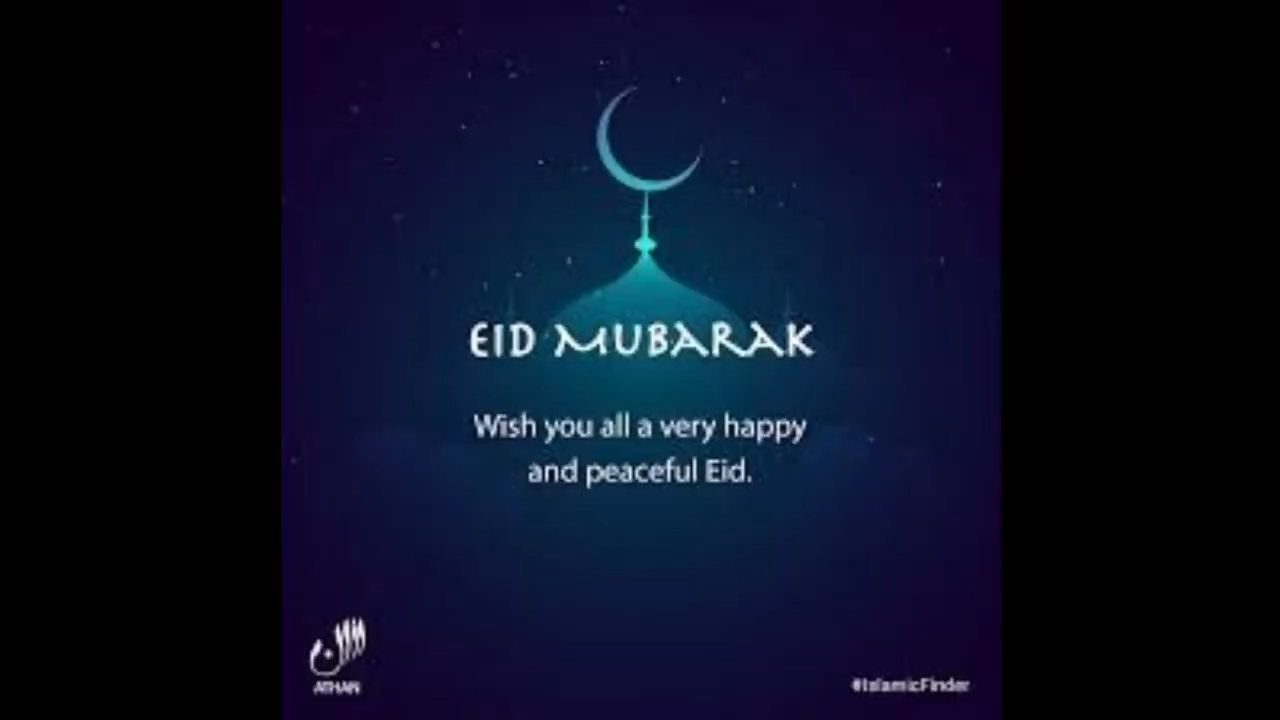 EID MUBARAK
Wish you all a very happy
and peaceful Eid.
ATHAN
#IslamicFinder